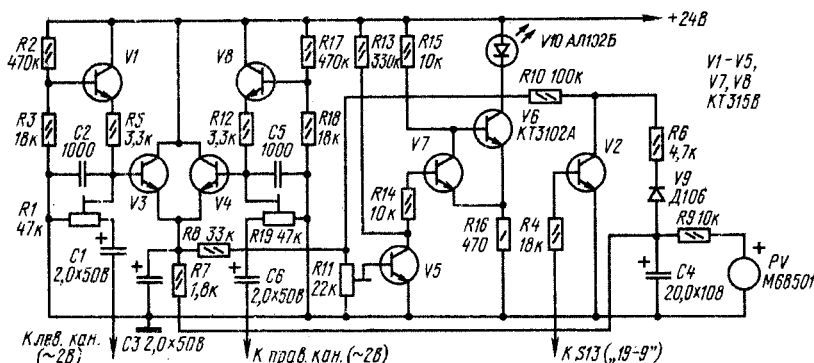 +24В
R2
470к
V1
V8
R17
470к
R13
330к
R15
10к
V10 АЛ102Б
V1-V5,
V7, V8
КТ315В
R10 100к
R3
18к
R5
3,3к
C2
1000
R12
3,3к
C5
1000
R18
18к
V7
V6
КТ3102А
V2
R6
4,7к
V9
Д106
V3
V4
R14
10к
R1
47к
R8 33к
R19 47к
R16
470
R4
18к
R9 10к
+
C1
2,0×50В
+
+
R7
1,8к
C6
2,0×50В
R11
22к
V5
+
C4
20,0×10В
PV
М68501
К лев. кан.
(~2В)
C3 2,0×50В
К прав. кан. (~2В)
К S13 („19-9")